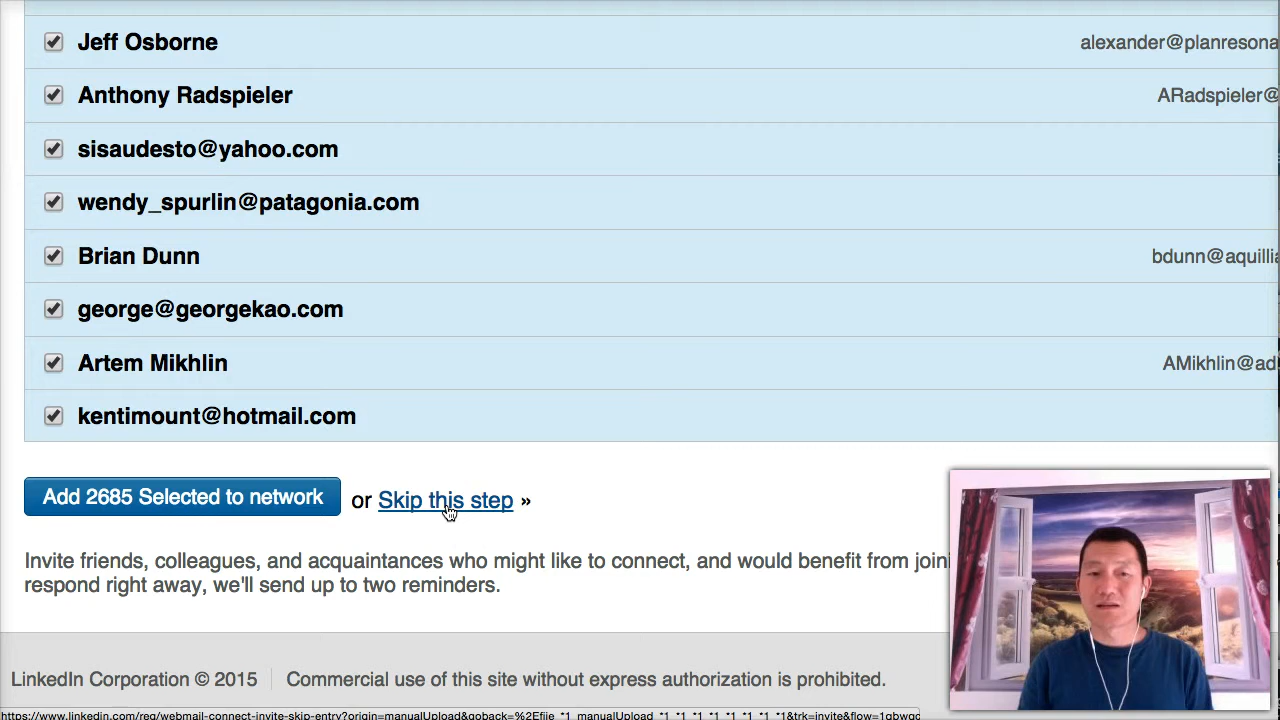 Jeff Osborne alexander@planresona
Anthony Radspieler ARadspieler@
sisaudesto@yahoo.com
wendy_spurlin@patagonia.com
Brian Dunn bdunn@aquillia
george@georgekao.com
Artem Mikhlin AMikhlin@ad
kentimount@hotmail.com
Add 2685 Selected to network or Skip this step »
Invite friends, colleagues, and acquaintances who might like to connect, and would benefit from joini
respond right away, we'll send up to two reminders.
LinkedIn Corporation © 2015 Commercial use of this site without express authorization is prohibited.